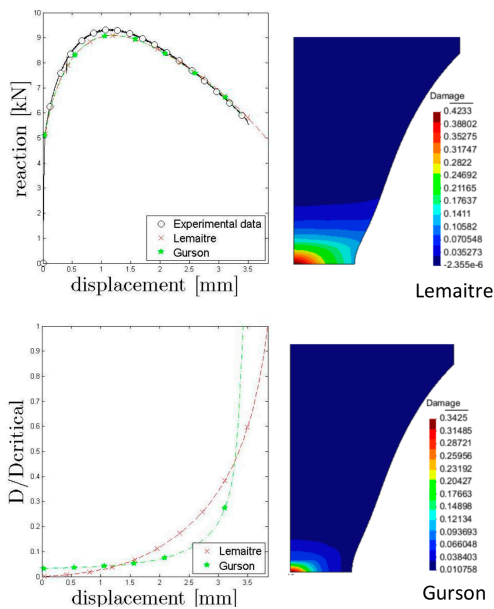 10
9
8
7
6
5
4
3
2
1
0
reaction [kN]
Experimental data
Lemaitre
Gurson
0 0.5 1 1.5 2 2.5 3 3.5
displacement [mm]
Damage
0.4233
0.38802
0.35275
0.31747
0.2822
0.24692
0.21165
0.17637
0.1411
0.10582
0.070548
0.035273
-2.355e-6
Lemaitre
1
0.9
0.8
0.7
0.6
0.5
0.4
0.3
0.2
0.1
0
D/Dcritical
Lemaitre
Gurson
0 0.5 1 1.5 2 2.5 3 3.5
displacement [mm]
Damage
0.3425
0.31485
0.28721
0.25956
0.23192
0.20427
0.17663
0.14898
0.12134
0.093693
0.066048
0.038403
0.010758
Gurson